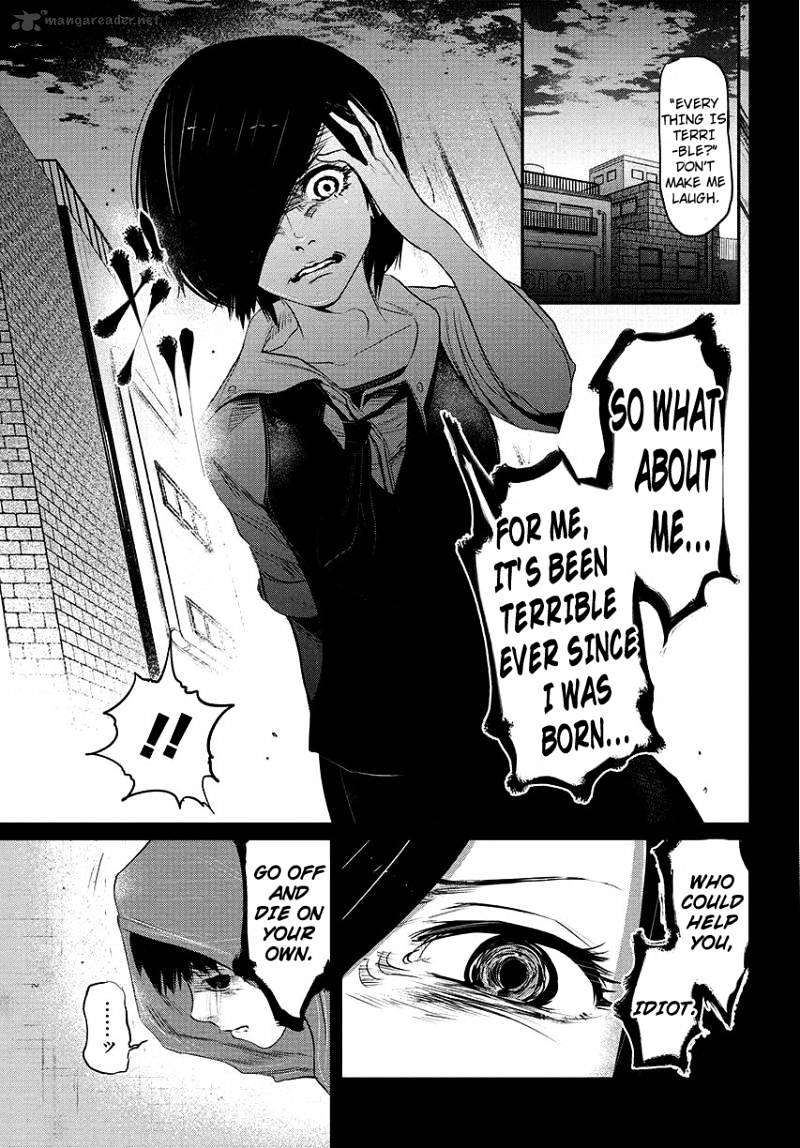 mangareader.net
"EVERY
THING IS
TERRI
-BLE?"
DON'T
MAKE ME
LAUGH.
SO WHAT
ABOUT
ME...
FOR ME,
IT'S BEEN
TERRIBLE
EVER SINCE
I WAS
BORN...
!!
WHO
COULD
HELP
YOU,
IDIOT.
GO OFF
AND
DIE ON
YOUR
OWN.
......ッ